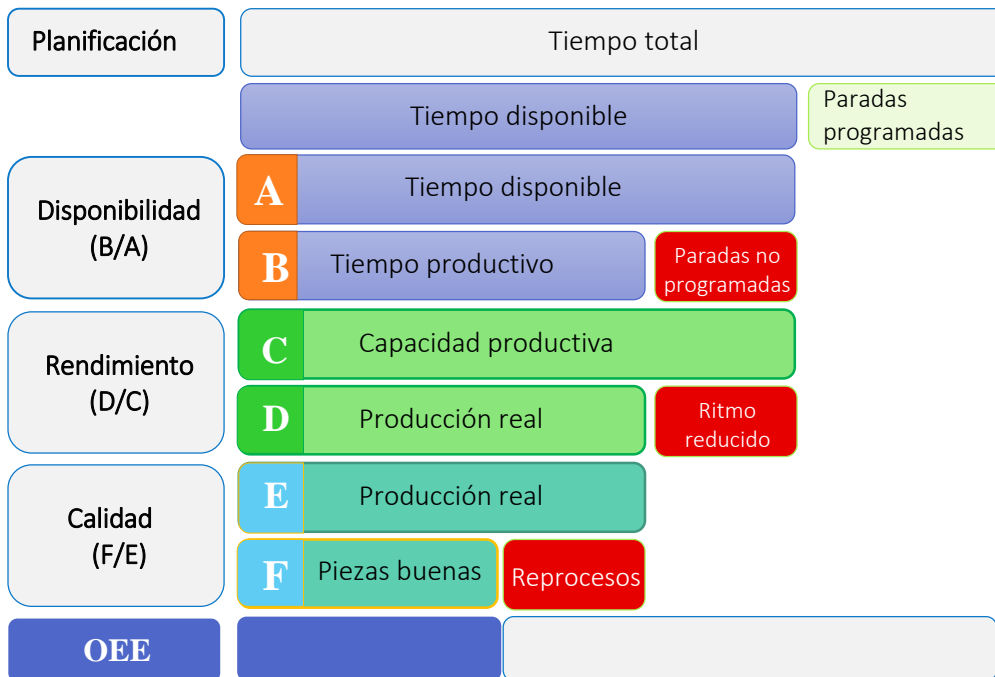 Planificación
Tiempo total
Tiempo disponible
Paradas
programadas
Disponibilidad
(B/A)
A
Tiempo disponible
B
Tiempo productivo
Paradas no
programadas
Rendimiento
(D/C)
C
Capacidad productiva
D
Producción real
Ritmo
reducido
Calidad
(F/E)
E
Producción real
F
Piezas buenas
Reprocesos
OEE